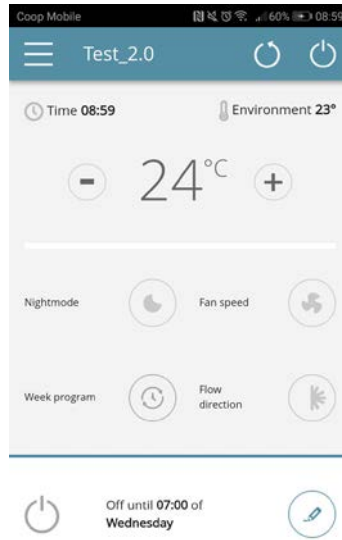 Coop Mobile 60% 08:59
Test_2.0
Time 08:59 Environment 23°
- 24°C +
Nightmode Fan speed
Week program Flow
direction
Off until 07:00 of
Wednesday